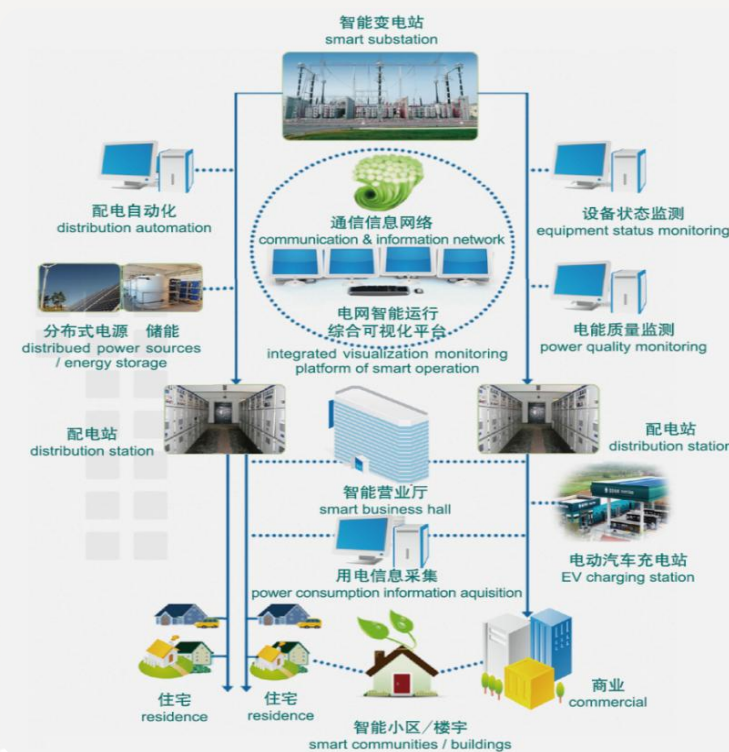 智能变电站
smart substation
配电自动化
distribution automation
通信信息网络
communication & information network
设备状态监测
equipment status monitoring
电网智能运行
综合可视化平台
integrated visualization monitoring
platform of smart operation
分布式电源 储能
distribued power sources
/ energy storage
电能质量监测
power quality monitoring
配电站
distribution station
配电站
distribution station
智能营业厅
smart business hall
用电信息采集
power consumption information aquisition
电动汽车充电站
EV charging station
住宅
residence
住宅
residence
智能小区/楼宇
smart communities / buildings
商业
commercial